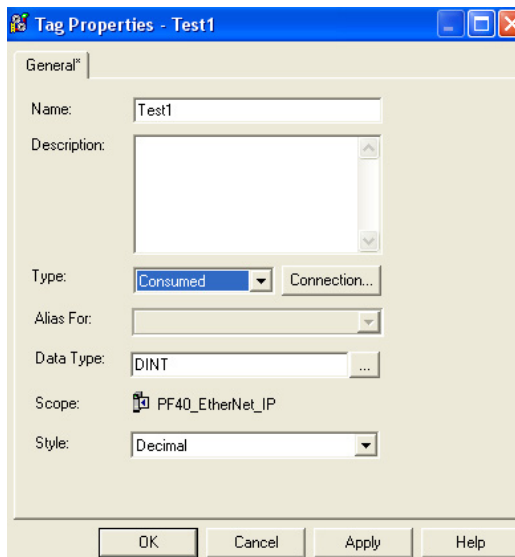 Tag Properties - Test1
General*
Name: Test1
Description:
Type: Consumed Connection...
Alias For:
Data Type: DINT ...
Scope: PF40_EtherNet_IP
Style: Decimal
OK Cancel Apply Help